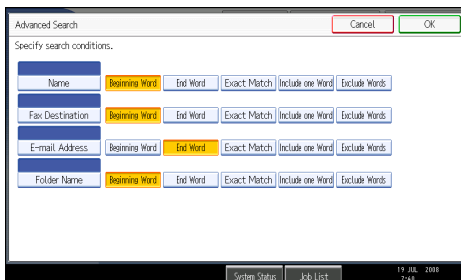 Advanced Search Cancel OK
Specify search conditions.
Name Beginning Word End Word Exact Match Include one Word Exclude Words
Fax Destination Beginning Word End Word Exact Match Include one Word Exclude Words
E-mail Address Beginning Word End Word Exact Match Include one Word Exclude Words
Folder Name Beginning Word End Word Exact Match Include one Word Exclude Words
System Status Job List 19 JUL 2008
7:48